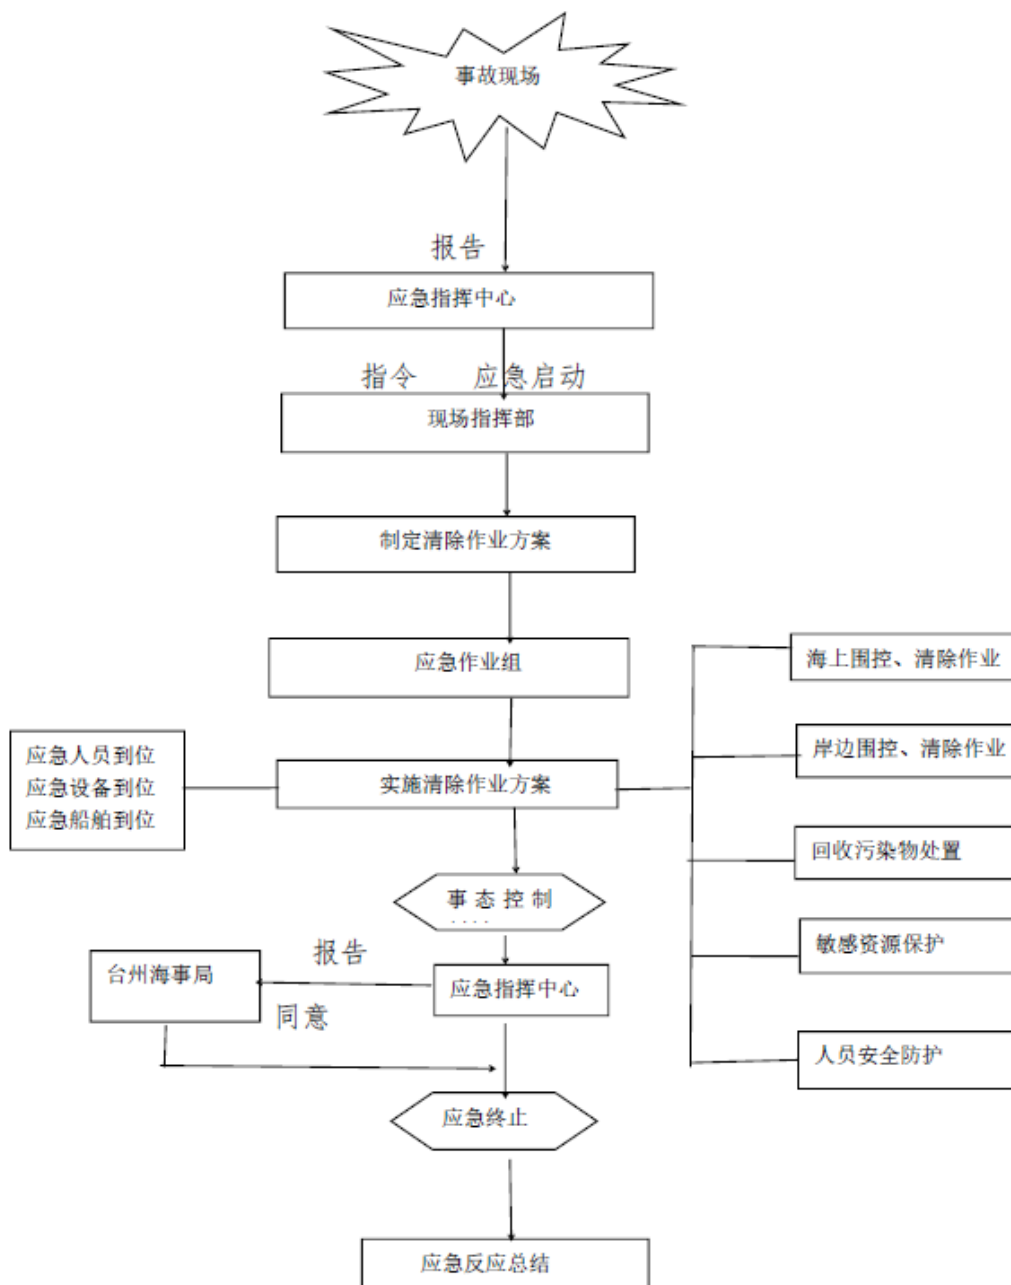 事故现场
报告
应急指挥中心
指令 应急启动
现场指挥部
制定清除作业方案
应急作业组
海上围控、清除作业
应急人员到位
应急设备到位
应急船舶到位
实施清除作业方案
岸边围控、清除作业
回收污染物处置
事态控制
敏感资源保护
报告
台州海事局
应急指挥中心
同意
人员安全防护
应急终止
应急反应总结